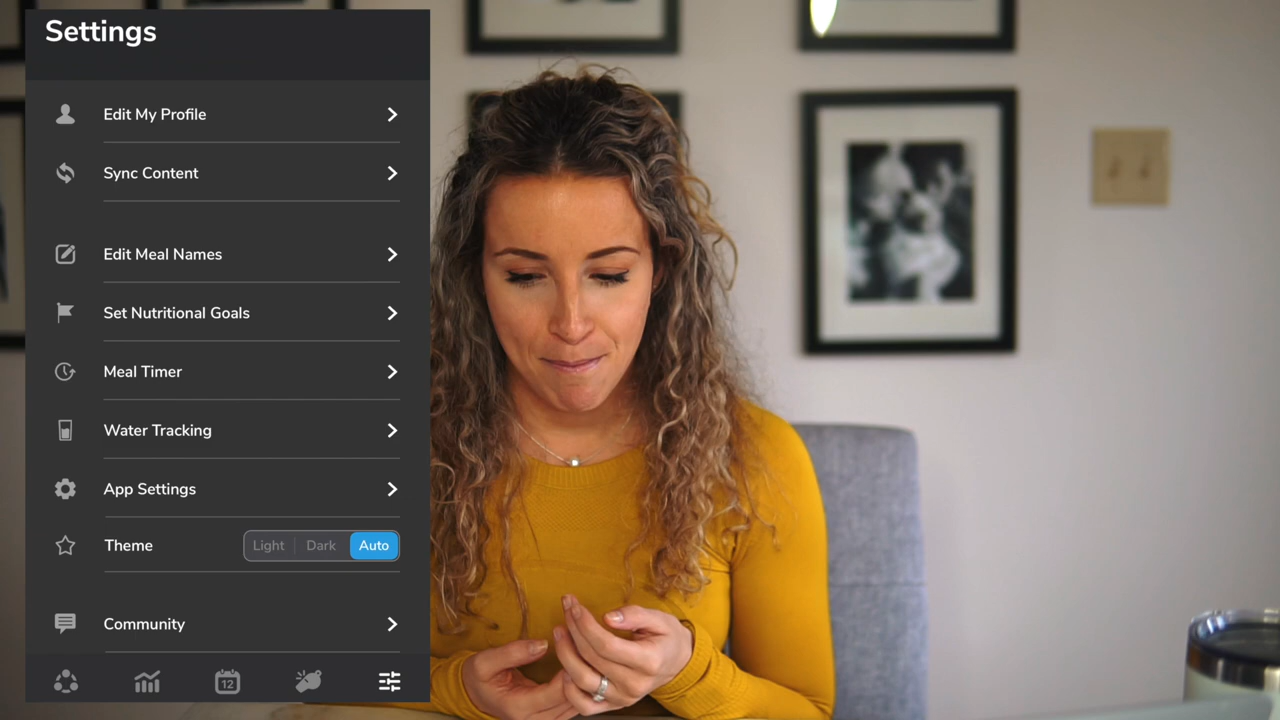 Settings
Edit My Profile
Sync Content
Edit Meal Names
Set Nutritional Goals
Meal Timer
Water Tracking
App Settings
Theme Light Dark Auto
Community
12